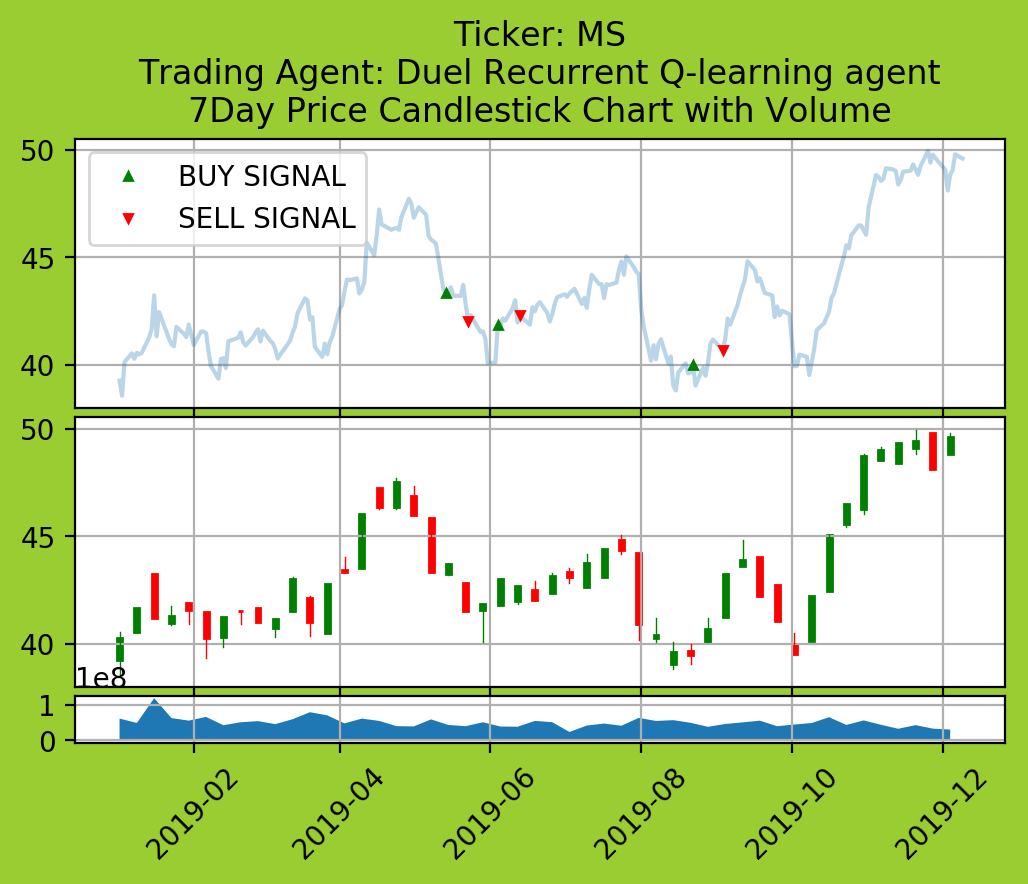 Ticker: MS
Trading Agent: Duel Recurrent Q-learning agent
7Day Price Candlestick Chart with Volume
50
BUY SIGNAL
SELL SIGNAL
45
40
50
45
40
1e8
1
0
2019-02
2019-04
2019-06
2019-08
2019-10
2019-12